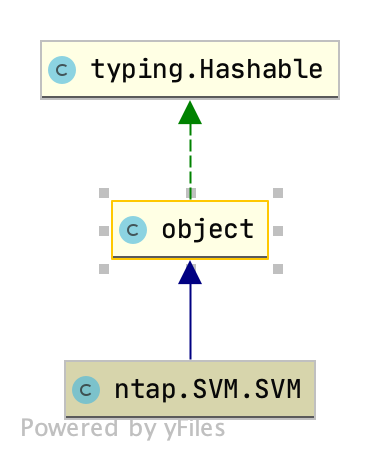 C typing.Hashable
C object
C ntap.SVM.SVM
Powered by yFiles